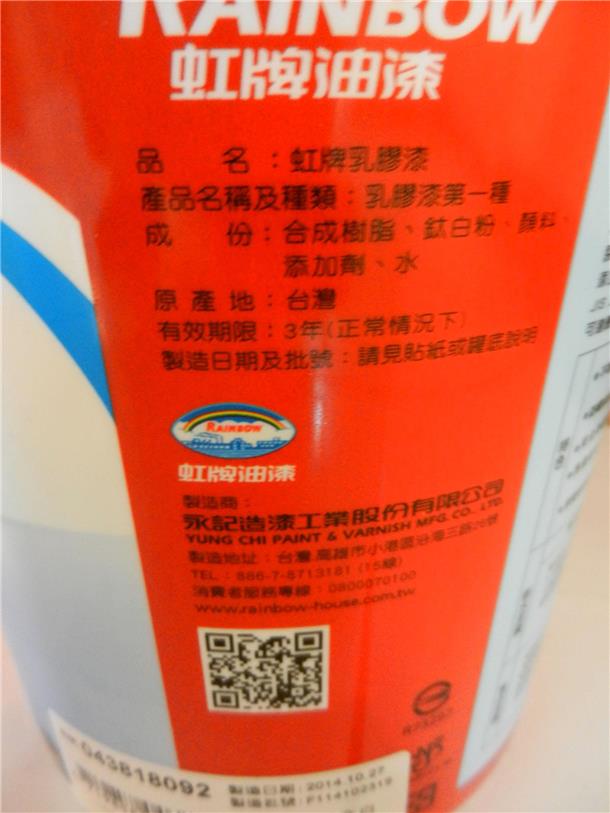 RAINBOW
虹牌油漆
品 名：虹牌乳膠漆
產品名稱及種類：乳膠漆第一種
成 份：合成樹脂、鈦白粉、顏料、
添加劑、水
原產地：台灣
有效期限：3年(正常情況下)
製造日期及批號：請見貼紙或罐底說明
RAINBOW
虹牌油漆
製造商：
永記造漆工業股份有限公司
YUNG CHI PAINT & VARNISH MFG. CO., LTD.
製造地址：台灣.高雄市小港區沿海三路26號
TEL：886-7-8713181 (15線)
消費者服務專線：0800070100
www.rainbow-house.com.tw
043818092
製造日期：2014.10.27
製造批號：P114102319